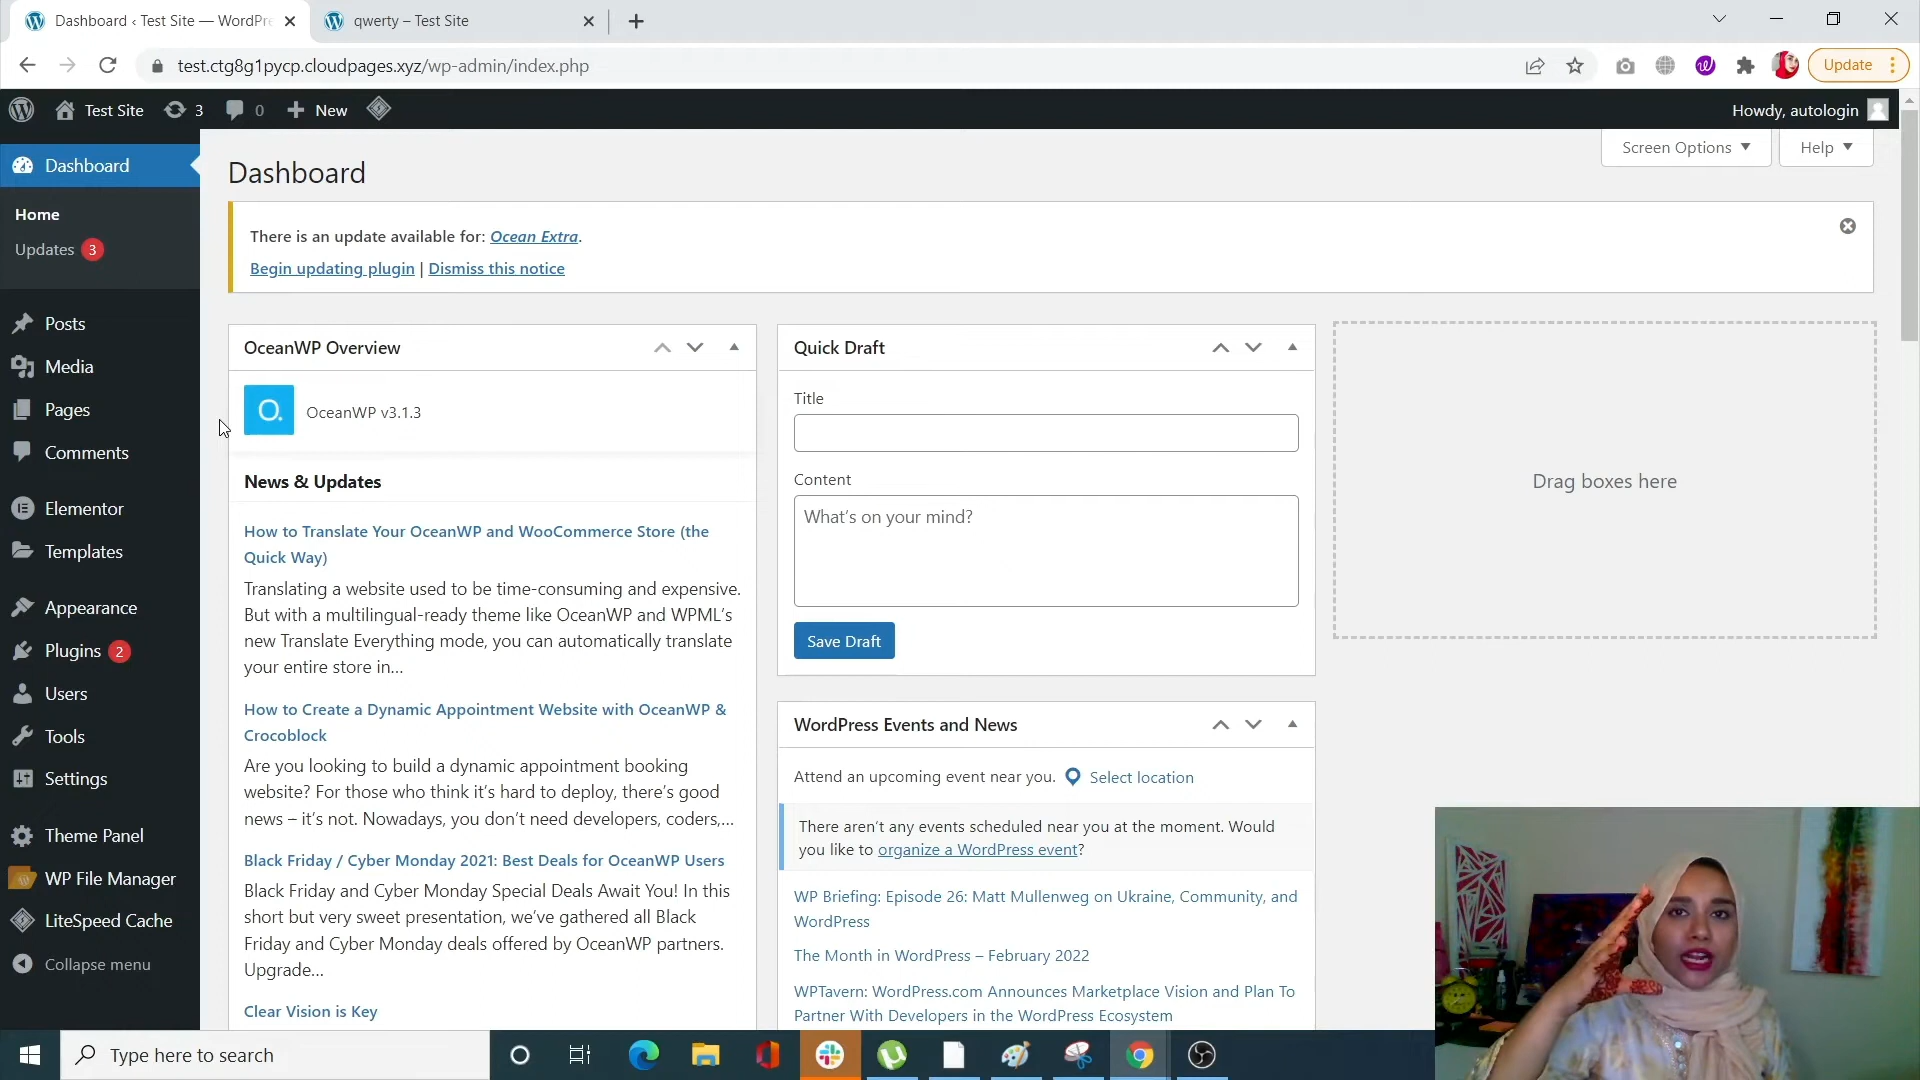 Dashboard ‹ Test Site — WordPre
qwerty – Test Site
test.ctg8g1pycp.cloudpages.xyz/wp-admin/index.php
Update
Test Site
3
0
New
Howdy, autologin
Dashboard
Home
Updates 3
Posts
Media
Pages
Comments
Elementor
Templates
Appearance
Plugins 2
Users
Tools
Settings
Theme Panel
WP File Manager
LiteSpeed Cache
Collapse menu
Screen Options
Help
Dashboard
There is an update available for: Ocean Extra.
Begin updating plugin | Dismiss this notice
OceanWP Overview
O.
OceanWP v3.1.3
News & Updates
How to Translate Your OceanWP and WooCommerce Store (the
Quick Way)
Translating a website used to be time-consuming and expensive.
But with a multilingual-ready theme like OceanWP and WPML’s
new Translate Everything mode, you can automatically translate
your entire store in…
How to Create a Dynamic Appointment Website with OceanWP &
Crocoblock
Are you looking to build a dynamic appointment booking
website? For those who think it’s hard to deploy, there’s good
news – it’s not. Nowadays, you don’t need developers, coders,…
Black Friday / Cyber Monday 2021: Best Deals for OceanWP Users
Black Friday and Cyber Monday Special Deals Await You! In this
short but very sweet presentation, we’ve gathered all Black
Friday and Cyber Monday deals offered by OceanWP partners.
Upgrade…
Clear Vision is Key
Quick Draft
Title
Content
What’s on your mind?
Save Draft
WordPress Events and News
Attend an upcoming event near you.
Select location
There aren’t any events scheduled near you at the moment. Would
you like to organize a WordPress event?
WP Briefing: Episode 26: Matt Mullenweg on Ukraine, Community, and
WordPress
The Month in WordPress – February 2022
WPTavern: WordPress.com Announces Marketplace Vision and Plan To
Partner With Developers in the WordPress Ecosystem
Drag boxes here
Type here to search